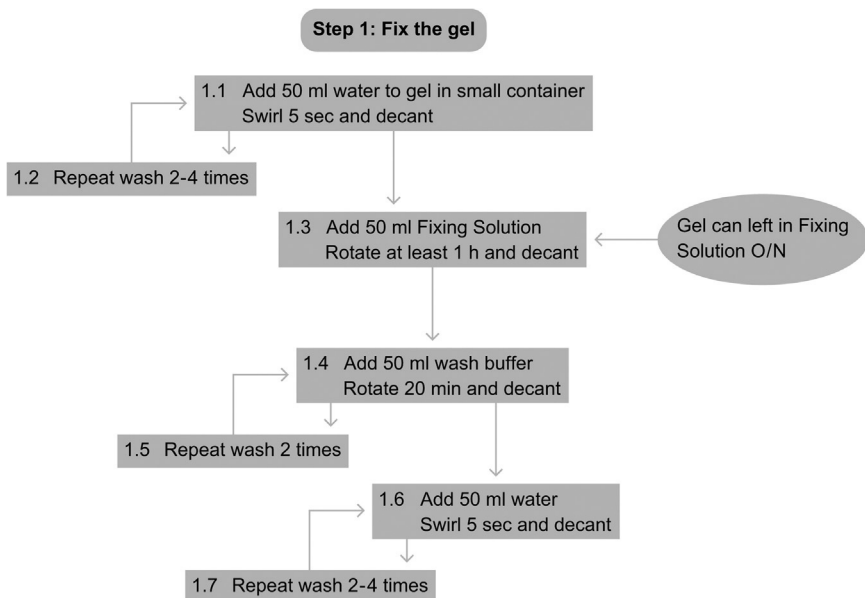 Step 1: Fix the gel
1.1 Add 50 ml water to gel in small container
Swirl 5 sec and decant
1.2 Repeat wash 2-4 times
1.3 Add 50 ml Fixing Solution
Rotate at least 1 h and decant
Gel can left in Fixing
Solution O/N
1.4 Add 50 ml wash buffer
Rotate 20 min and decant
1.5 Repeat wash 2 times
1.6 Add 50 ml water
Swirl 5 sec and decant
1.7 Repeat wash 2-4 times